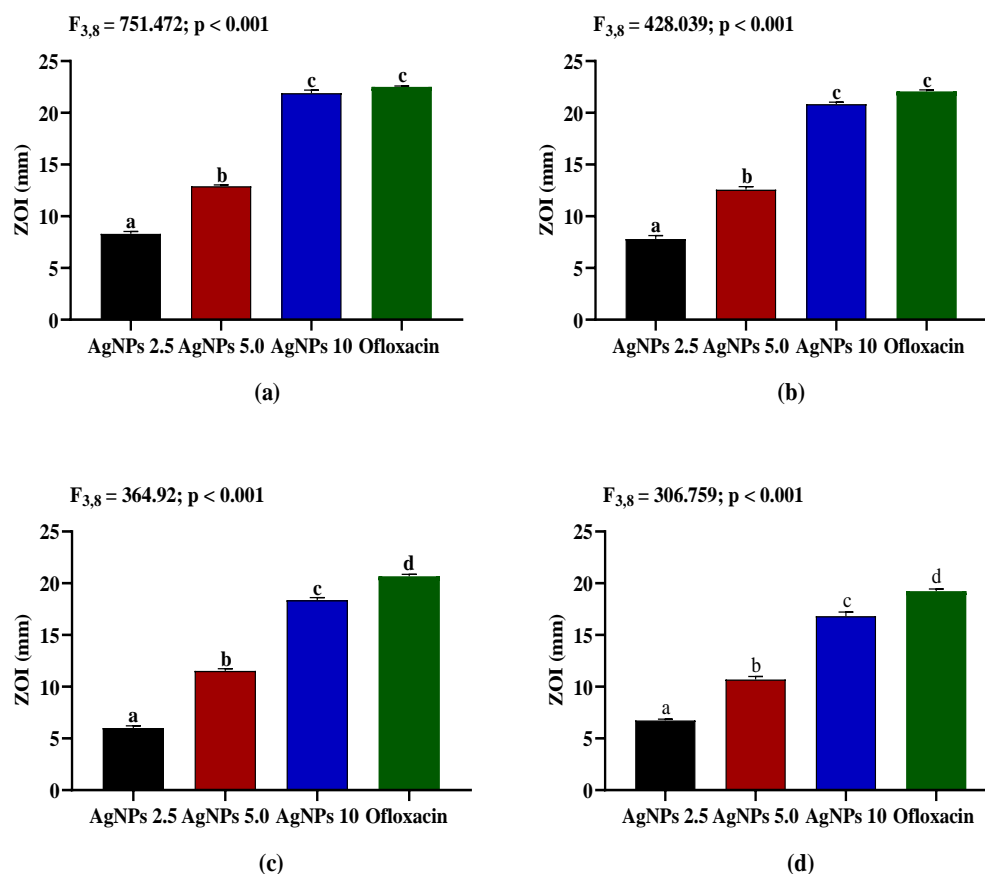 F3,8 = 751.472; p < 0.001
c
c
b
a
25
20
15
10
5
0
ZOI (mm)
AgNPs 2.5 AgNPs 5.0 AgNPs 10 Ofloxacin
(a)
F3,8 = 428.039; p < 0.001
c
c
b
a
25
20
15
10
5
0
ZOI (mm)
AgNPs 2.5 AgNPs 5.0 AgNPs 10 Ofloxacin
(b)
F3,8 = 364.92; p < 0.001
d
c
b
a
25
20
15
10
5
0
ZOI (mm)
AgNPs 2.5 AgNPs 5.0 AgNPs 10 Ofloxacin
(c)
F3,8 = 306.759; p < 0.001
d
c
b
a
25
20
15
10
5
0
ZOI (mm)
AgNPs 2.5 AgNPs 5.0 AgNPs 10 Ofloxacin
(d)